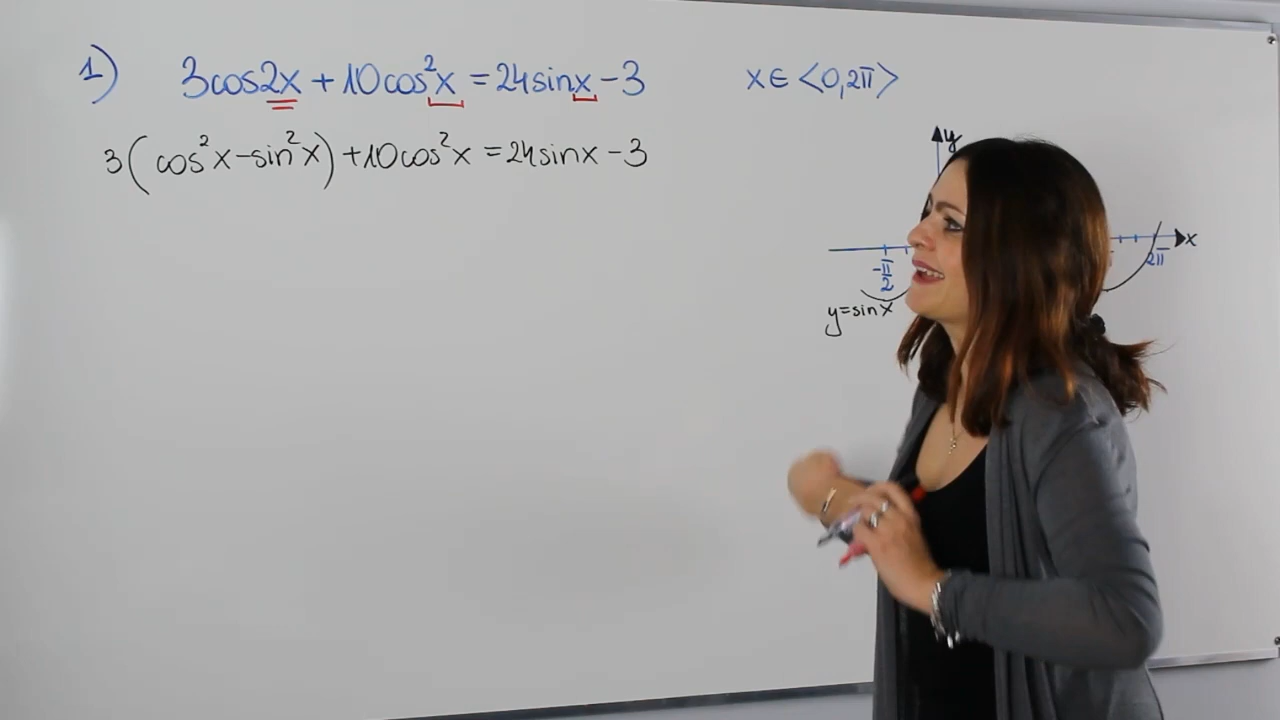 1) 3cos2x + 10cos²x = 24sinx - 3 x ∈ <0,2π>
3(cos²x - sin²x) + 10cos²x = 24sinx - 3
y
x
-π/2
2π
y=sinx